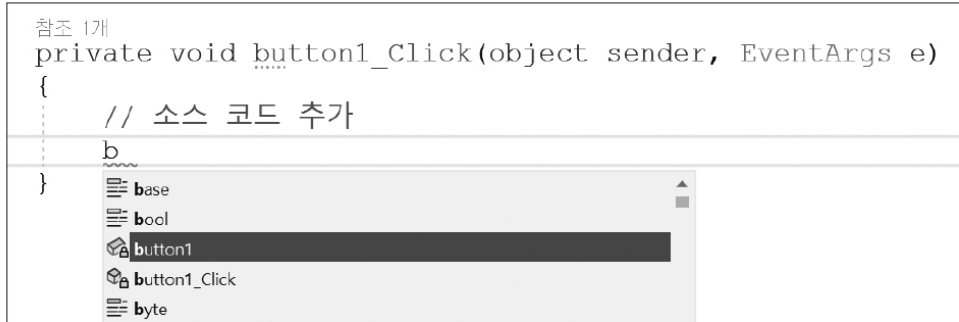 참조 1개
private void button1_Click(object sender, EventArgs e)
{
// 소스 코드 추가
b
}
base
bool
button1
button1_Click
byte